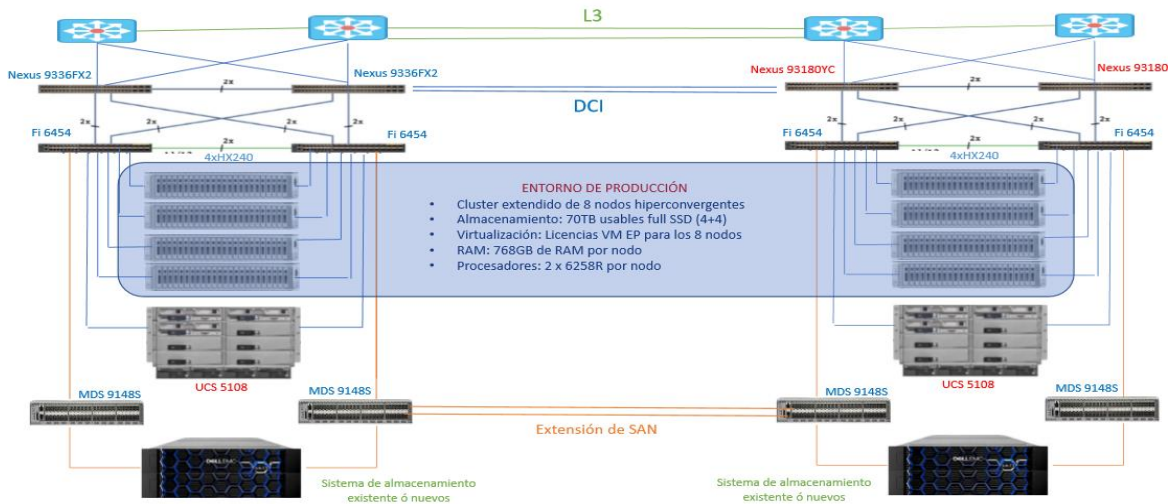 L3
Nexus 9336FX2
Nexus 9336FX2
Nexus 93180YC
Nexus 93180
2x
2x
DCI
2x
2x
2x
2x
2x
2x
2x
2x
Fi 6454
Fi 6454
Fi 6454
Fi 6454
2x
2x
4xHX240
4xHX240
ENTORNO DE PRODUCCIÓN
• Cluster extendido de 8 nodos hiperconvergentes
• Almacenamiento: 70TB usables full SSD (4+4)
• Virtualización: Licencias VM EP para los 8 nodos
• RAM: 768GB de RAM por nodo
• Procesadores: 2 x 6258R por nodo
UCS 5108
UCS 5108
MDS 9148S
MDS 9148S
MDS 9148S
MDS 9148S
Extensión de SAN
DELLEMC
DELLEMC
Sistema de almacenamiento
existente ó nuevos
Sistema de almacenamiento
existente ó nuevos